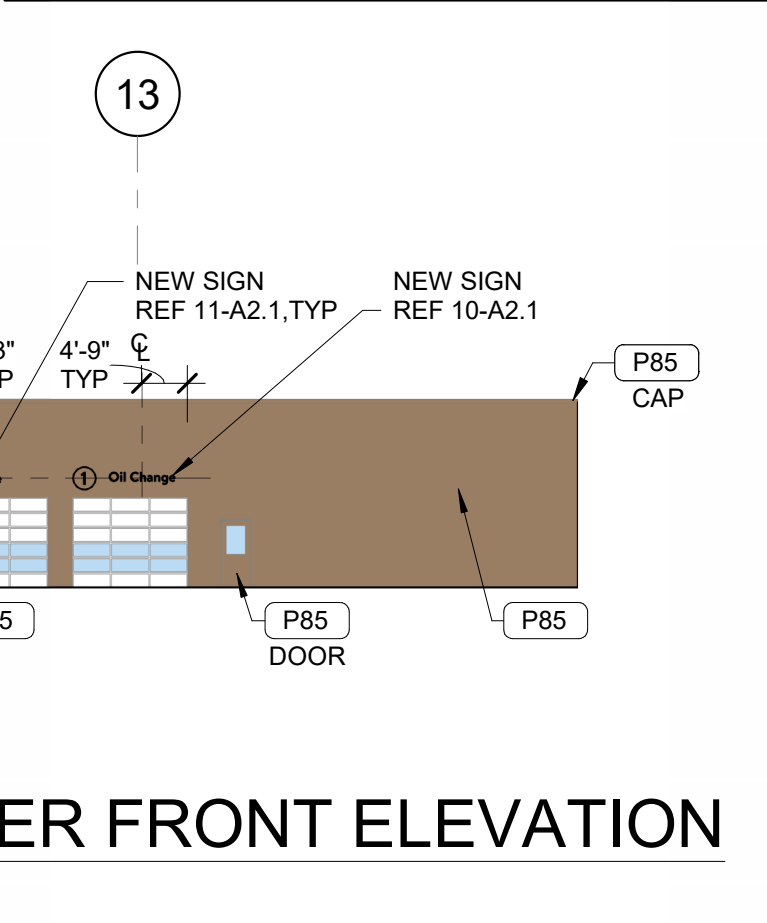 13
NEW SIGN
REF 11-A2.1,TYP
NEW SIGN
REF 10-A2.1
4'-9"
TYP
℄
P85
CAP
1 Oil Change
5
P85
DOOR
P85
ER FRONT ELEVATION